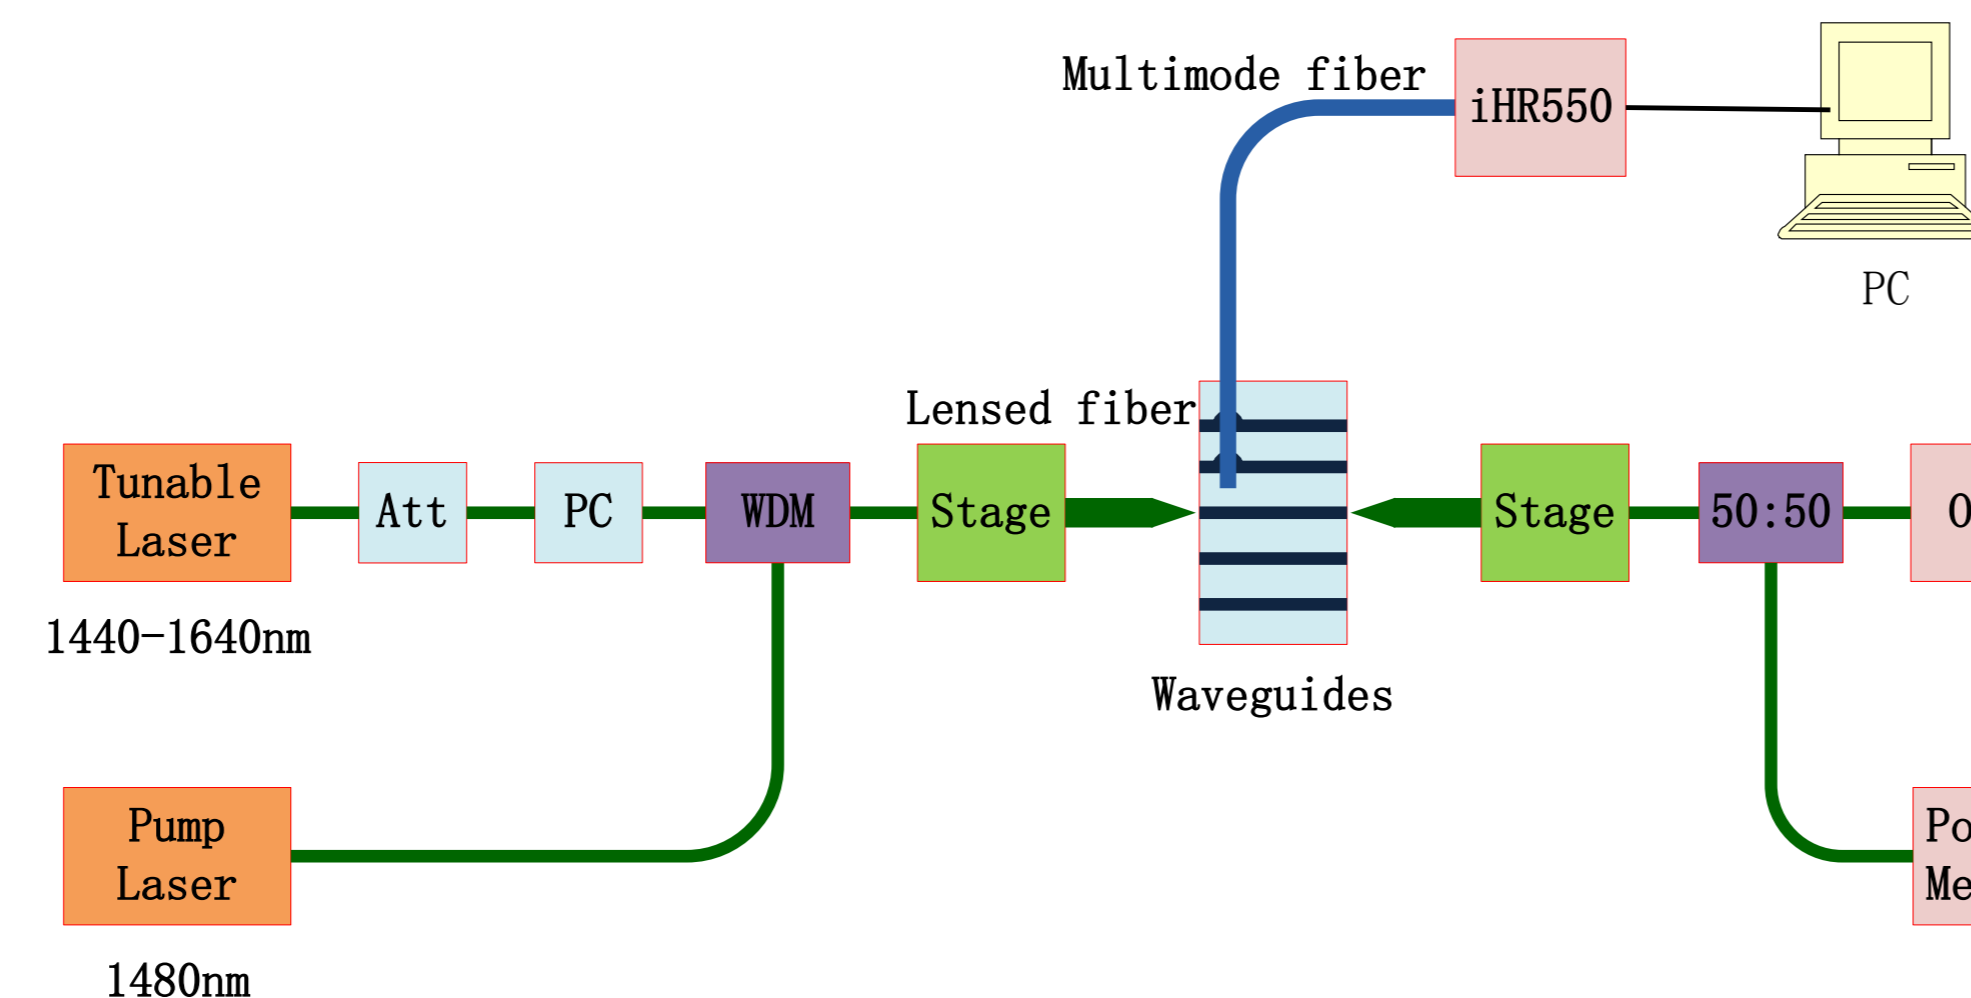 Multimode fiber
iHR550
PC
Lensed fiber
Tunable
Laser
Att
PC
WDM
Stage
Stage
50:50
1440-1640nm
Waveguides
Pump
Laser
1480nm